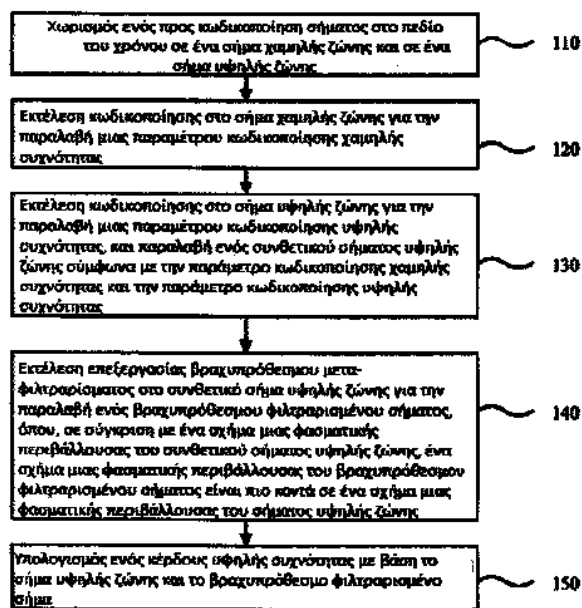 Χωρισμός ενός προς κωδικοποίηση σήματος στο πεδίο
του χρόνου σε ένα σήμα χαμηλής ζώνης και σε ένα
σήμα υψηλής ζώνης
110
Εκτέλεση κωδικοποίησης στο σήμα χαμηλής ζώνης για την
παραλαβή μιας παραμέτρου κωδικοποίησης χαμηλής
συχνότητας
120
Εκτέλεση κωδικοποίησης στο σήμα υψηλής ζώνης για την
παραλαβή μιας παραμέτρου κωδικοποίησης υψηλής
συχνότητας, και παραλαβή ενός συνθετικού σήματος υψηλής
ζώνης σύμφωνα με την παράμετρο κωδικοποίησης χαμηλής
συχνότητας και την παράμετρο κωδικοποίησης υψηλής
συχνότητας
130
Εκτέλεση επεξεργασίας βραχυπρόθεσμου μετα-
φιλτραρίσματος στο συνθετικό σήμα υψηλής ζώνης για την
παραλαβή ενός βραχυπρόθεσμου φιλτραρισμένου σήματος,
όπου, σε σύγκριση με ένα σχήμα μιας φασματικής
περιβάλλουσας του συνθετικού σήματος υψηλής ζώνης, ένα
σχήμα μιας φασματικής περιβάλλουσας του βραχυπρόθεσμου
φιλτραρισμένου σήματος είναι πιο κοντά σε ένα σχήμα μιας
φασματικής περιβάλλουσας του σήματος υψηλής ζώνης
140
Υπολογισμός ενός κέρδους υψηλής συχνότητας με βάση το
σήμα υψηλής ζώνης και το βραχυπρόθεσμο φιλτραρισμένο
σήμα
150